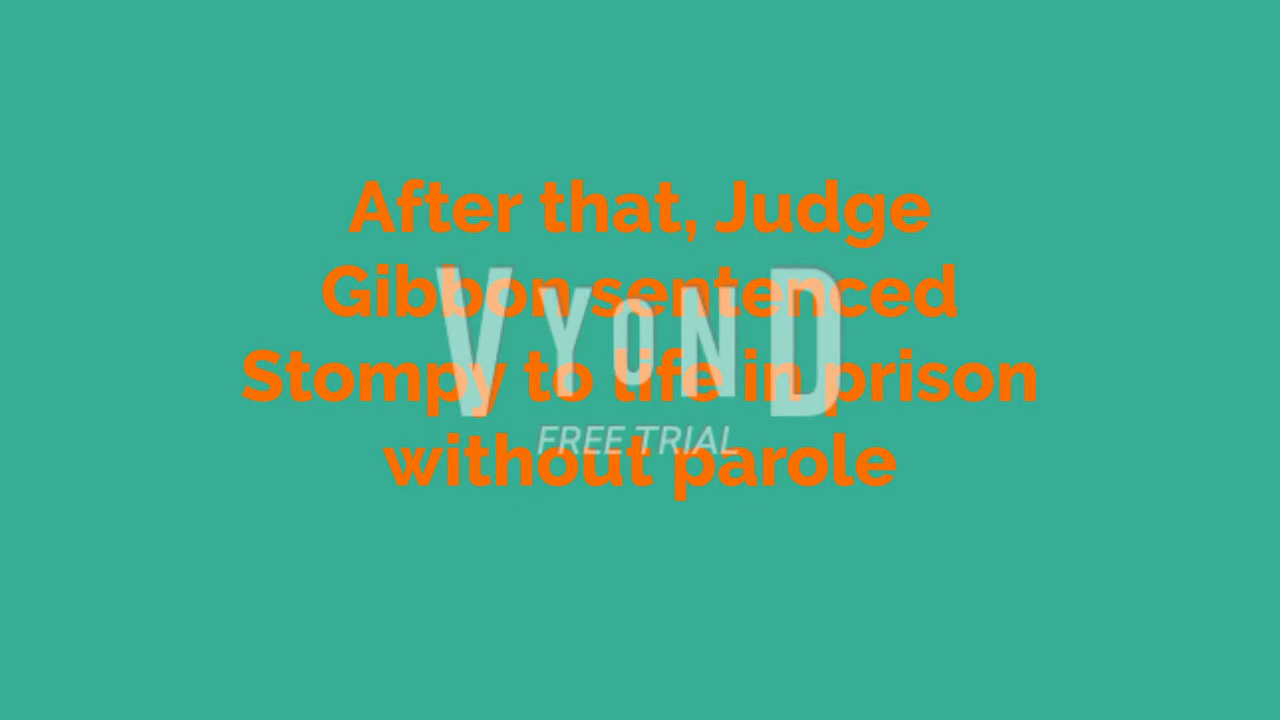 After that, Judge
Gibbon sentenced
Stompy to life in prison
without parole
VYOND
FREE TRIAL